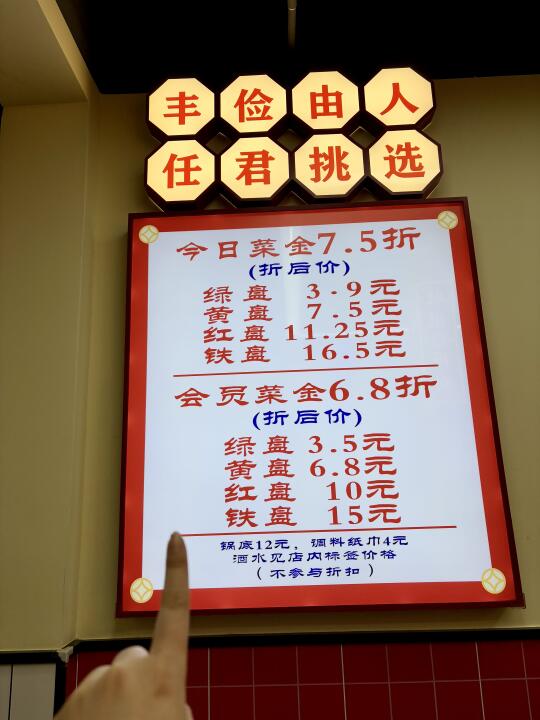 丰俭由人
任君挑选
今日菜金7.5折
(折后价)
绿盘 3.9元
黄盘 7.5元
红盘 11.25元
铁盘 16.5元
会员菜金6.8折
(折后价)
绿盘 3.5元
黄盘 6.8元
红盘 10元
铁盘 15元
锅底12元，调料纸巾4元
酒水见店内标签价格
（不参与折扣）